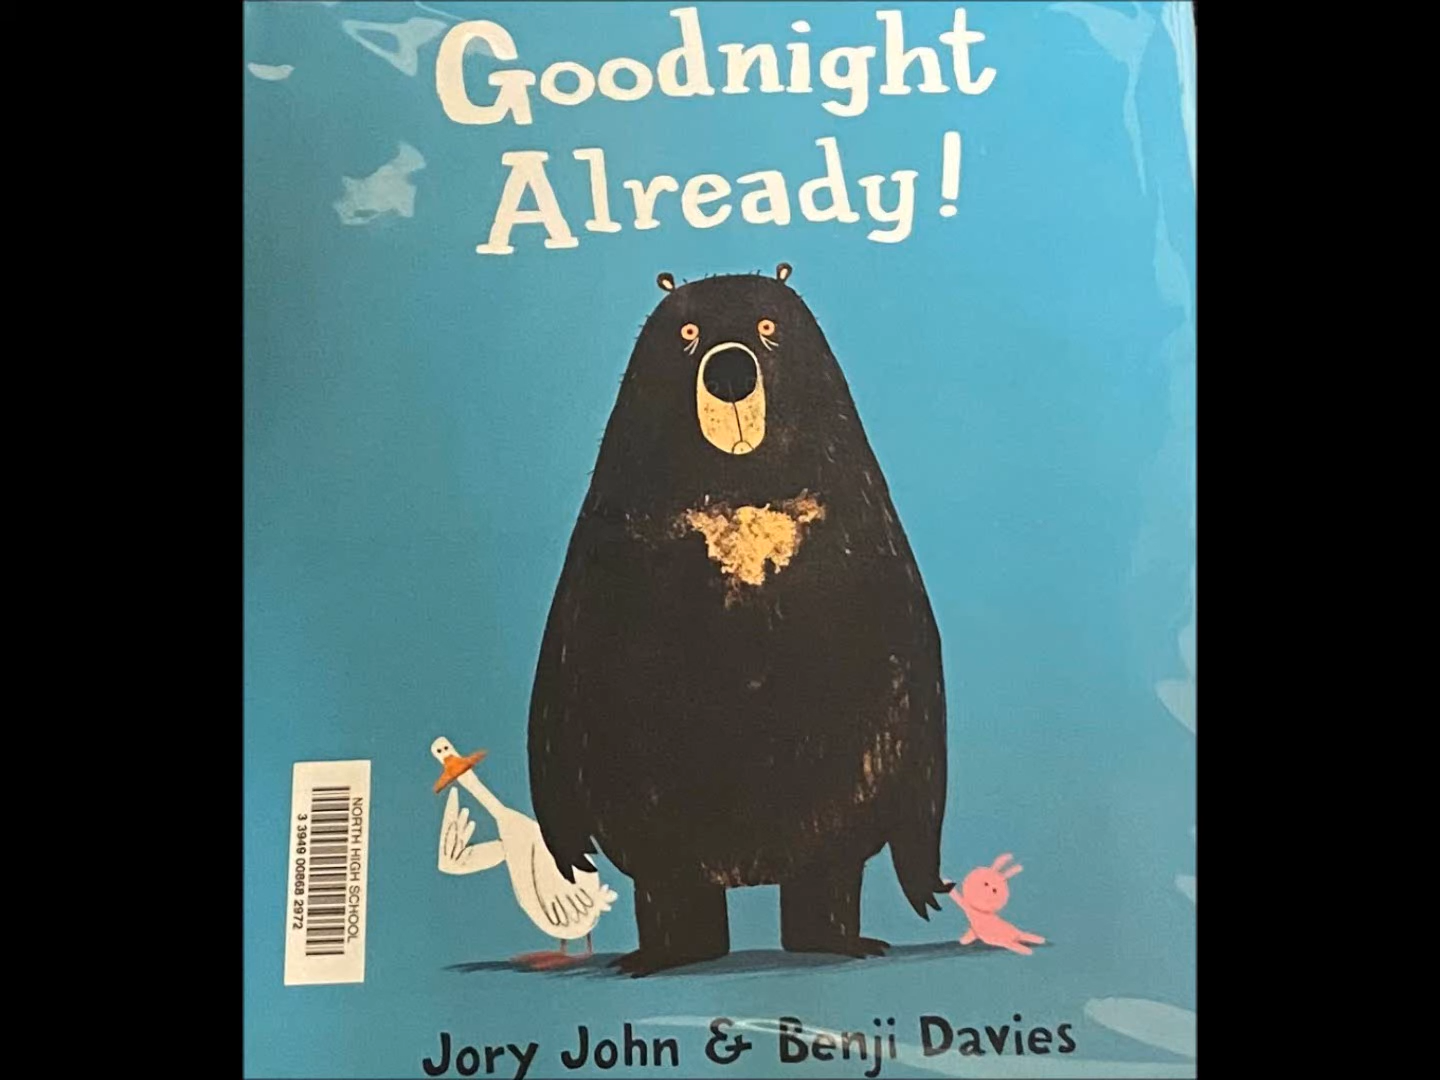 Goodnight
Already!
NORTH HIGH SCHOOL
3 3949 00868 2972
Jory John & Benji Davies